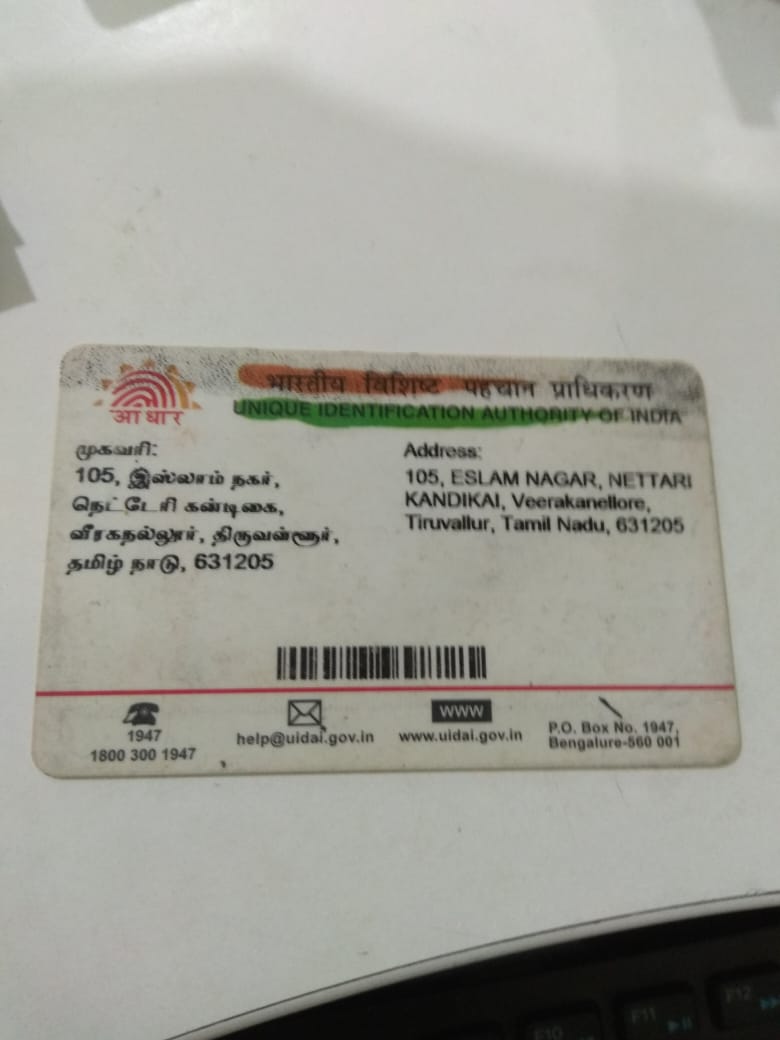 आधार
भारतीय विशिष्ट पहचान प्राधिकरण
UNIQUE IDENTIFICATION AUTHORITY OF INDIA
முகவரி:
105, இஸ்லாம் நகர்,
நெட்டேரி கண்டிகை,
வீரகநல்லூர், திருவள்ளூர்,
தமிழ் நாடு, 631205
Address:
105, ESLAM NAGAR, NETTARI
KANDIKAI, Veerakanellore,
Tiruvallur, Tamil Nadu, 631205
1947
1800 300 1947
help@uidai.gov.in
WWW
www.uidai.gov.in
P.O. Box No. 1947,
Bengalure-560 001
F10
F11
F12